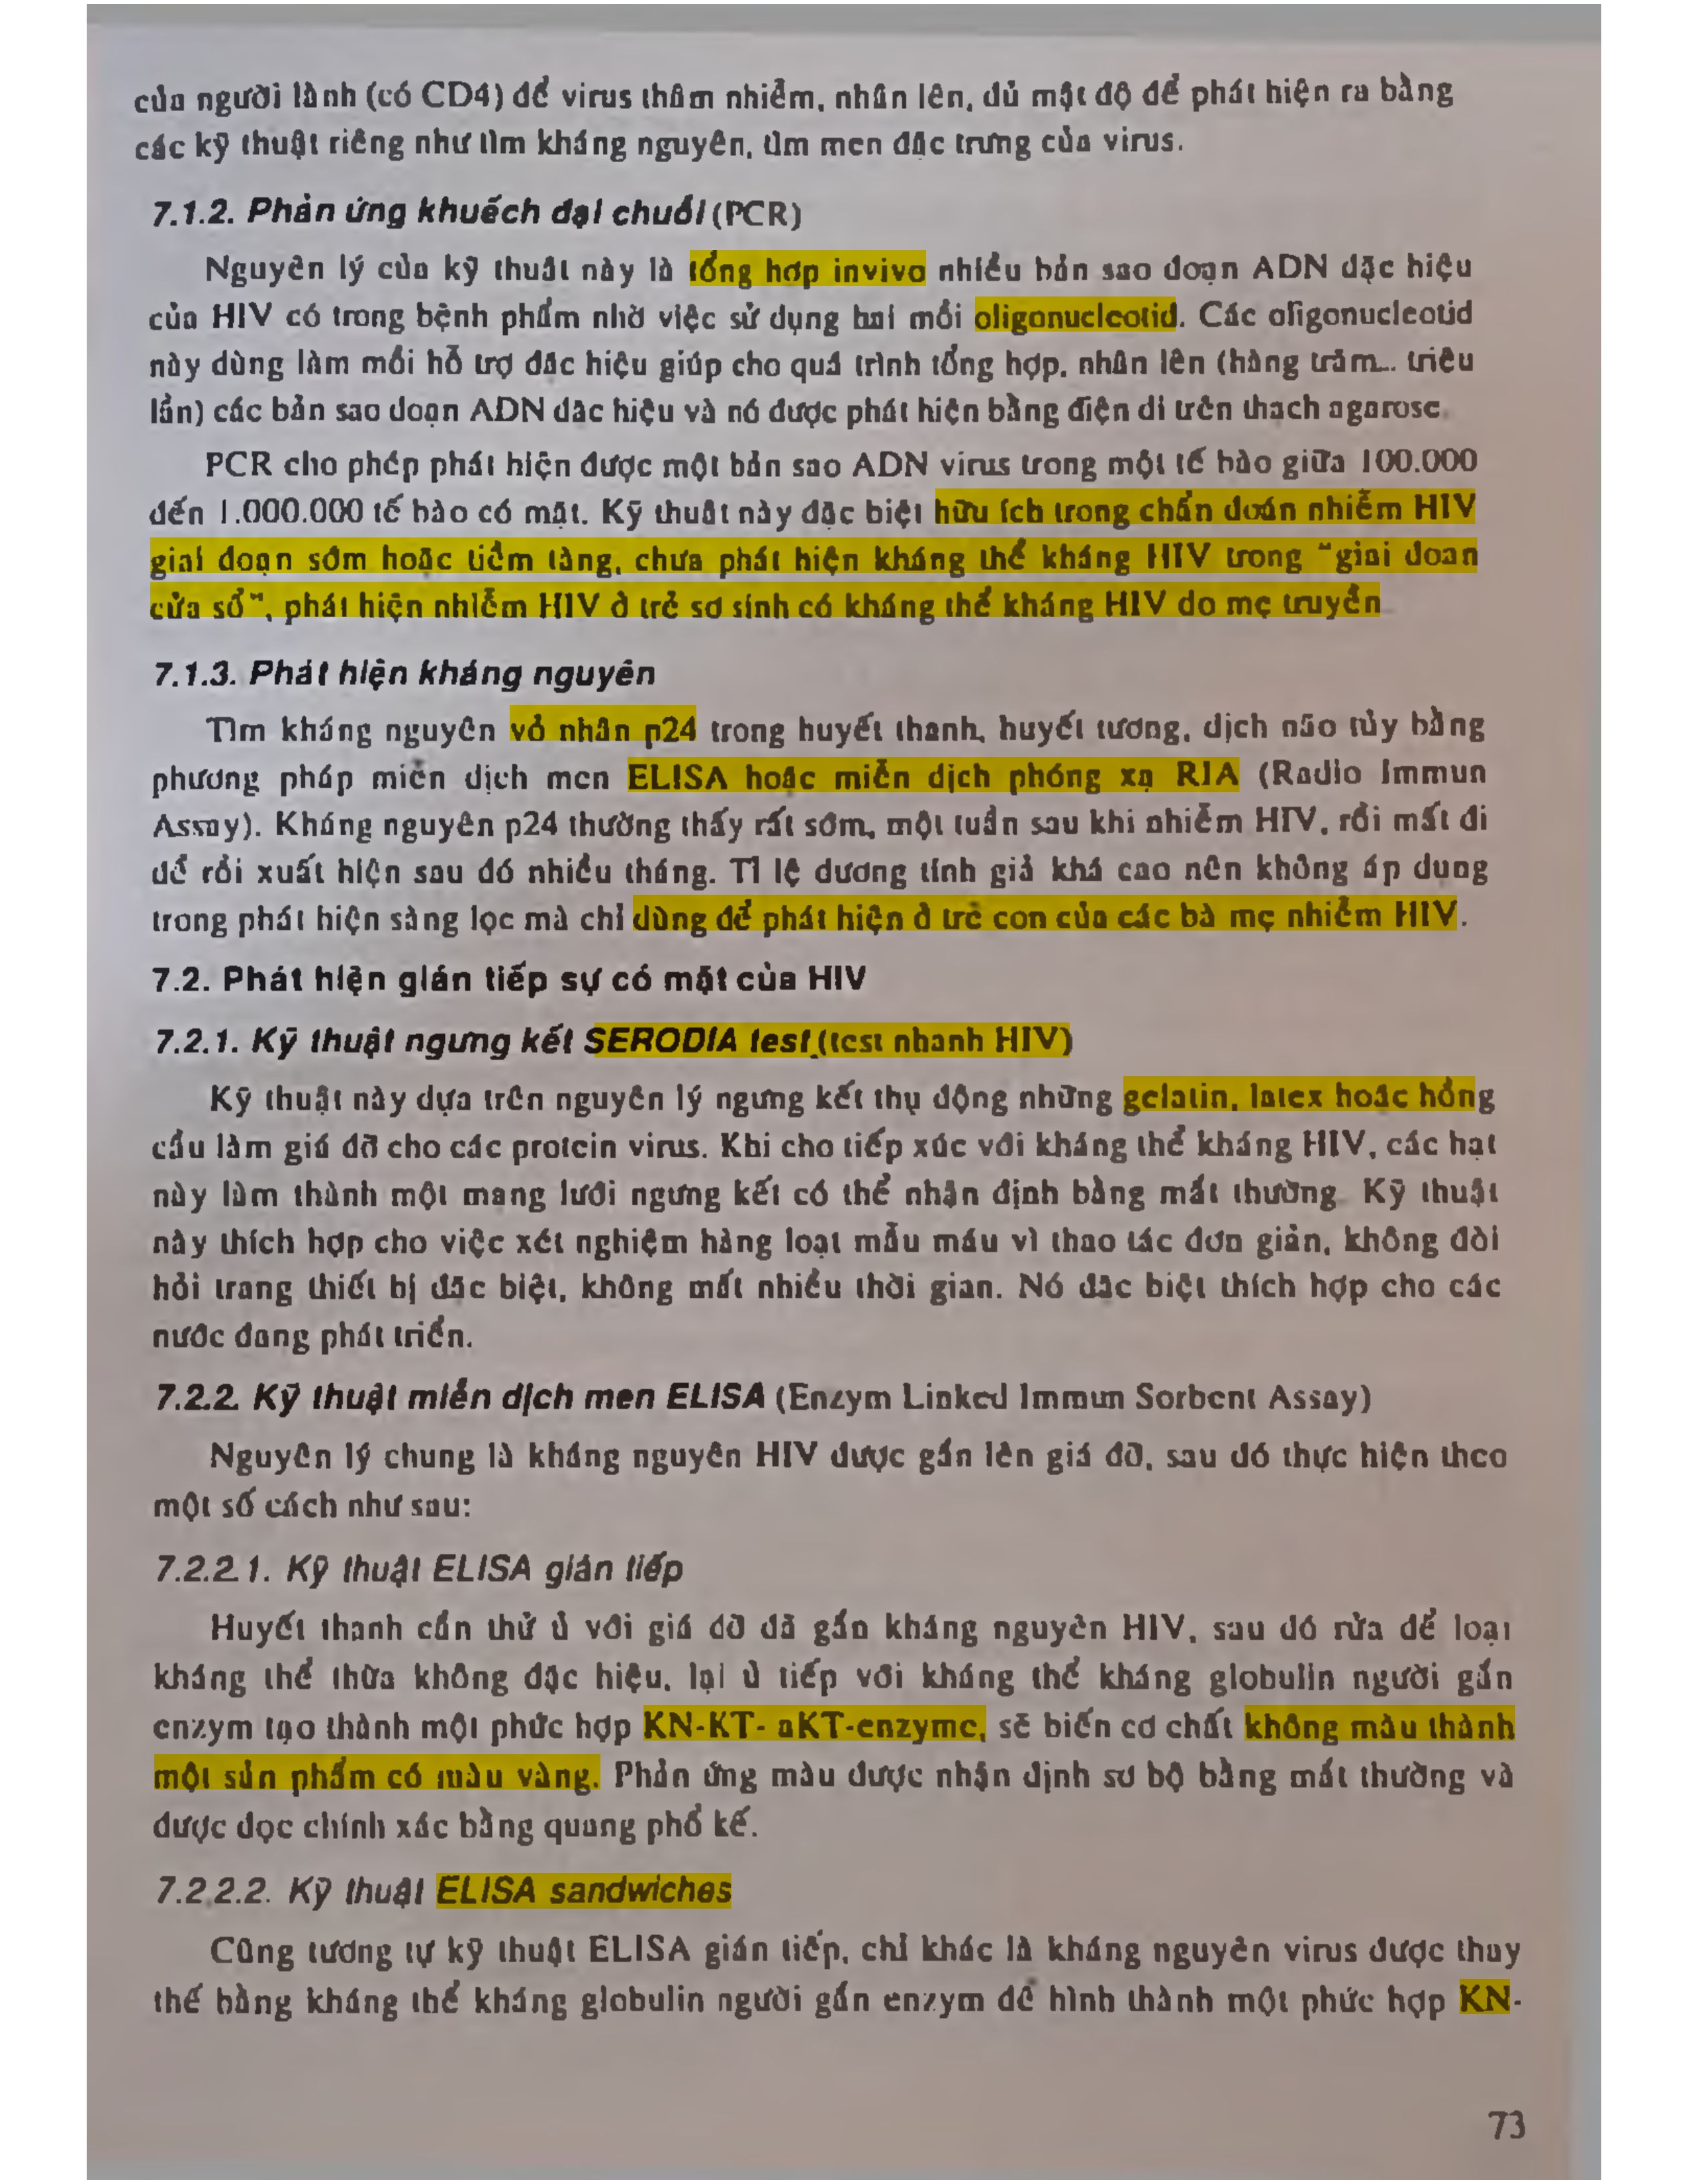 của người lành (có CD4) để virus thâm nhiễm, nhân lên, đủ mật độ để phát hiện ra bằng
các kỹ thuật riêng như tìm kháng nguyên, tìm men đặc trưng của virus.
7.1.2. Phản ứng khuếch đại chuỗi (PCR)
Nguyên lý của kỹ thuật này là tổng hợp invivo nhiều bản sao đoạn ADN đặc hiệu
của HIV có trong bệnh phẩm nhờ việc sử dụng hai mồi oligonucleotid. Các oligonucleotid
này dùng làm mồi hỗ trợ đặc hiệu giúp cho quá trình tổng hợp, nhân lên (hàng trăm... triệu
lần) các bản sao đoạn ADN đặc hiệu và nó được phát hiện bằng điện di trên thạch agarose.
PCR cho phép phát hiện được một bản sao ADN virus trong một tế bào giữa 100.000
đến 1.000.000 tế bào có mặt. Kỹ thuật này đặc biệt hữu ích trong chẩn đoán nhiễm HIV
giai đoạn sớm hoặc tiềm tàng, chưa phát hiện kháng thể kháng HIV trong "giai đoạn
cửa sổ", phát hiện nhiễm HIV ở trẻ sơ sinh có kháng thể kháng HIV do mẹ truyền
7.1.3. Phát hiện kháng nguyên
Tìm kháng nguyên vỏ nhân p24 trong huyết thanh, huyết tương, dịch não tủy bằng
phương pháp miễn dịch men ELISA hoặc miễn dịch phóng xạ RIA (Radio Immun
Assay). Kháng nguyên p24 thường thấy rất sớm, một tuần sau khi nhiễm HIV, rồi mất đi
để rồi xuất hiện sau đó nhiều tháng. Tỉ lệ dương tính giả khá cao nên không áp dụng
trong phát hiện sàng lọc mà chỉ dùng để phát hiện ở trẻ con của các bà mẹ nhiễm HIV.
7.2. Phát hiện gián tiếp sự có mặt của HIV
7.2.1. Kỹ thuật ngưng kết SERODIA test (test nhanh HIV)
Kỹ thuật này dựa trên nguyên lý ngưng kết thụ động những gelatin, latex hoặc hồng
cầu làm giá đỡ cho các protein virus. Khi cho tiếp xúc với kháng thể kháng HIV, các hạt
này làm thành một mạng lưới ngưng kết có thể nhận định bằng mắt thường. Kỹ thuật
này thích hợp cho việc xét nghiệm hàng loạt mẫu máu vì thao tác đơn giản, không đòi
hỏi trang thiết bị đặc biệt, không mất nhiều thời gian. Nó đặc biệt thích hợp cho các
nước đang phát triển.
7.2.2. Kỹ thuật miễn dịch men ELISA (Enzym Linked Immun Sorbent Assay)
Nguyên lý chung là kháng nguyên HIV được gắn lên giá đỡ, sau đó thực hiện theo
một số cách như sau:
7.2.2.1. Kỹ thuật ELISA gián tiếp
Huyết thanh cần thử ủ với giá đỡ đã gắn kháng nguyên HIV, sau đó rửa để loại
kháng thể thừa không đặc hiệu, lại ủ tiếp với kháng thể kháng globulin người gắn
enzym tạo thành một phức hợp KN-KT- aKT-enzyme, sẽ biến cơ chất không màu thành
một sản phẩm có màu vàng. Phản ứng màu được nhận định sơ bộ bằng mắt thường và
được đọc chính xác bằng quang phổ kế.
7.2.2.2. Kỹ thuật ELISA sandwiches
Cũng tương tự kỹ thuật ELISA gián tiếp, chỉ khác là kháng nguyên virus được thay
thế bằng kháng thể kháng globulin người gắn enzym để hình thành một phức hợp KN-
73